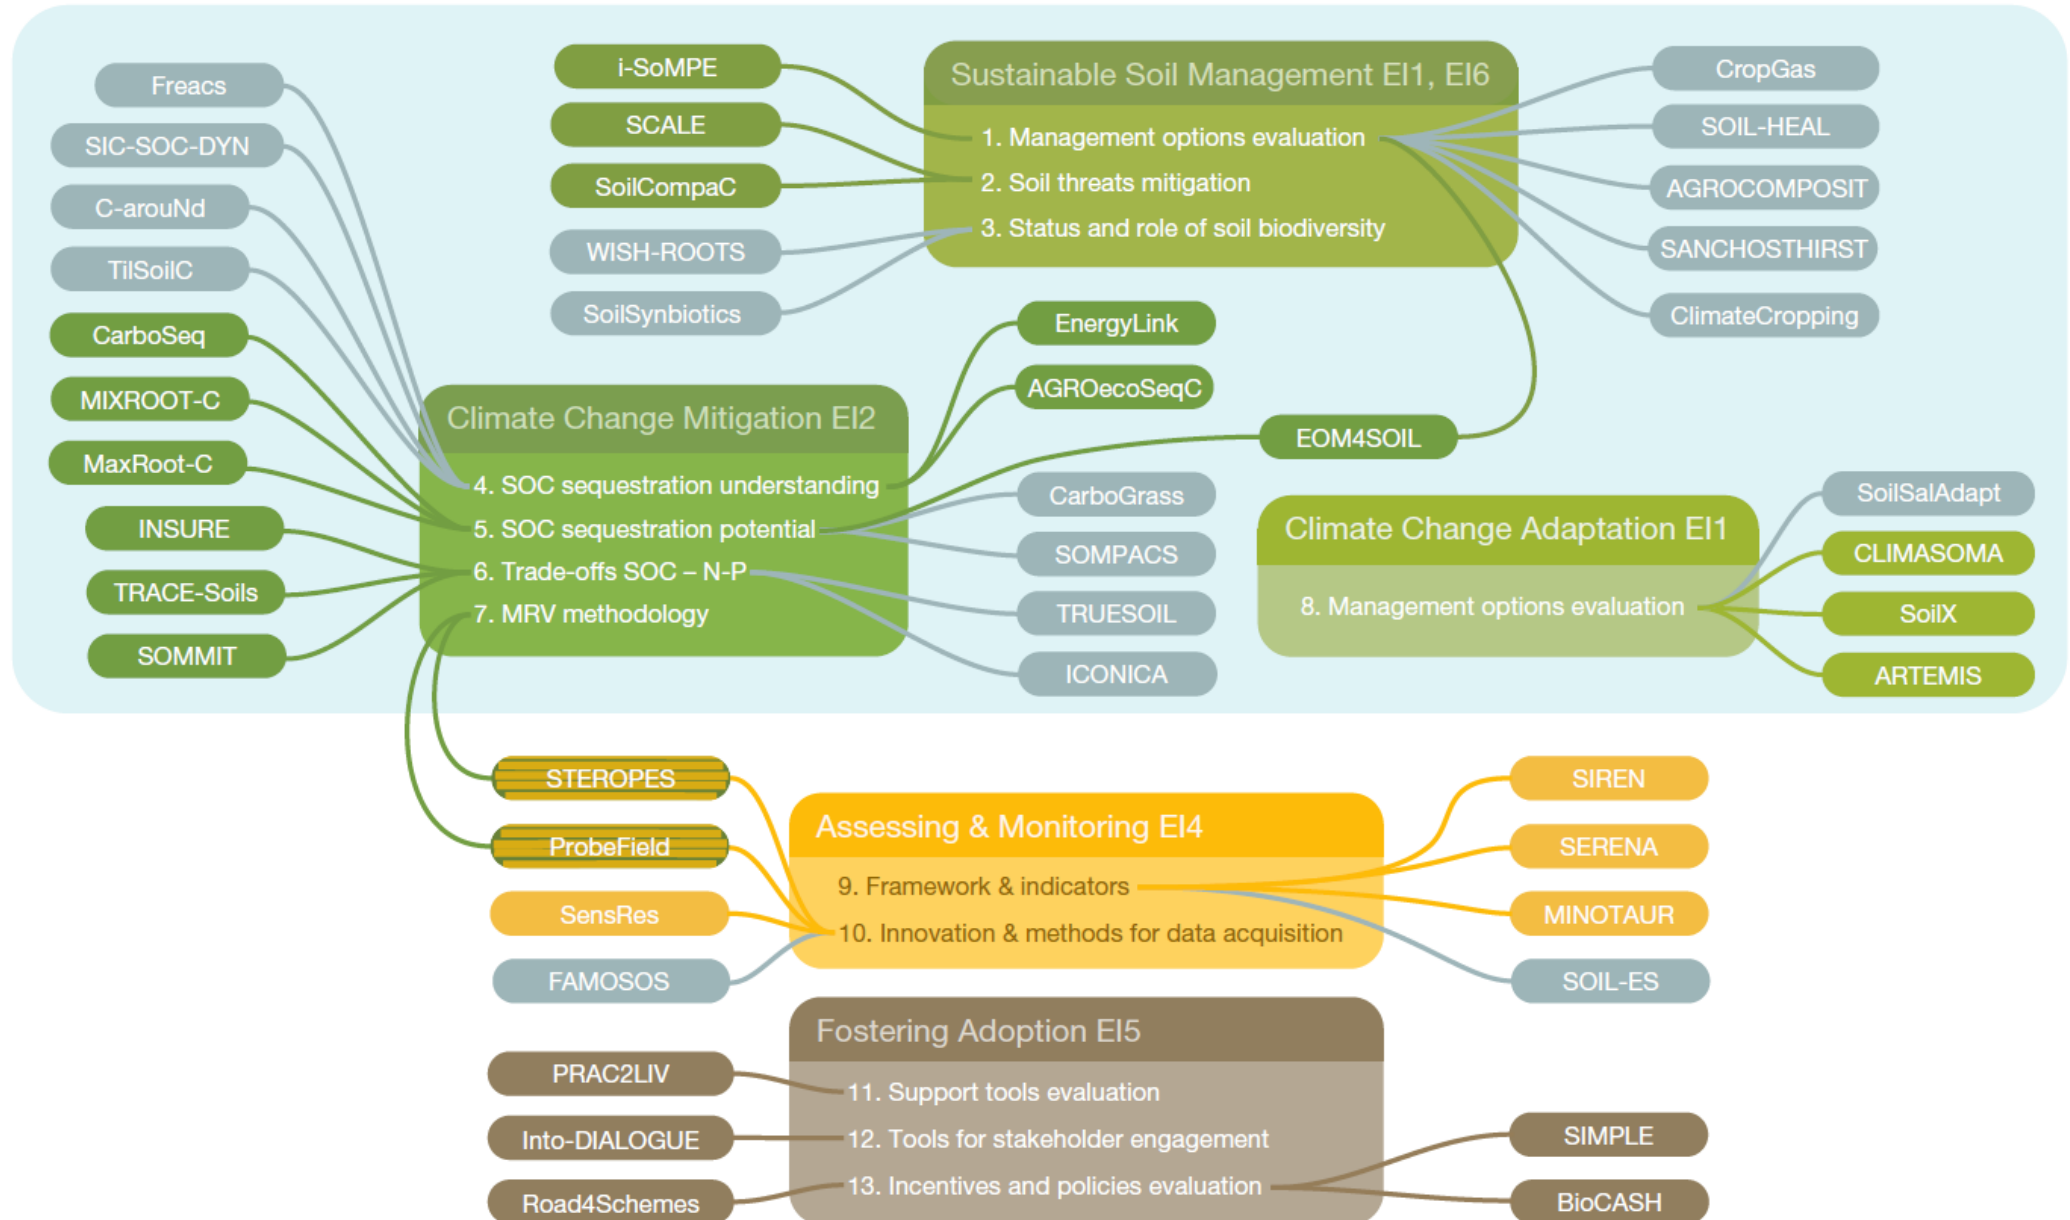 Freacs
SIC-SOC-DYN
C-arouNd
TilSoilC
CarboSeq
MIXROOT-C
MaxRoot-C
INSURE
TRACE-Soils
SOMMIT
i-SoMPE
SCALE
SoilCompaC
WISH-ROOTS
SoilSynbiotics
Sustainable Soil Management EI1, EI6
1. Management options evaluation
2. Soil threats mitigation
3. Status and role of soil biodiversity
CropGas
SOIL-HEAL
AGROCOMPOSIT
SANCHOSTHIRST
ClimateCropping
Climate Change Mitigation EI2
4. SOC sequestration understanding
5. SOC sequestration potential
6. Trade-offs SOC – N-P
7. MRV methodology
EnergyLink
AGROecoSeqC
EOM4SOIL
CarboGrass
SOMPACS
TRUESOIL
ICONICA
Climate Change Adaptation EI1
8. Management options evaluation
SoilSalAdapt
CLIMASOMA
SoilX
ARTEMIS
STEROPES
ProbeField
SensRes
FAMOSOS
Assessing & Monitoring EI4
9. Framework & indicators
10. Innovation & methods for data acquisition
SIREN
SERENA
MINOTAUR
SOIL-ES
PRAC2LIV
Into-DIALOGUE
Road4Schemes
Fostering Adoption EI5
11. Support tools evaluation
12. Tools for stakeholder engagement
13. Incentives and policies evaluation
SIMPLE
BioCASH